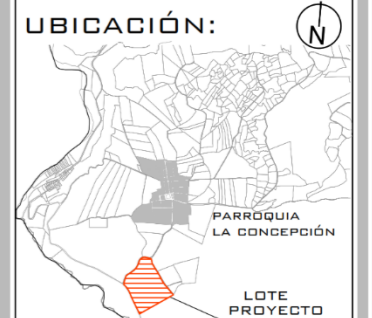 UBICACIÓN:
N
PARROQUIA
LA CONCEPCIÓN
LOTE
PROYECTO